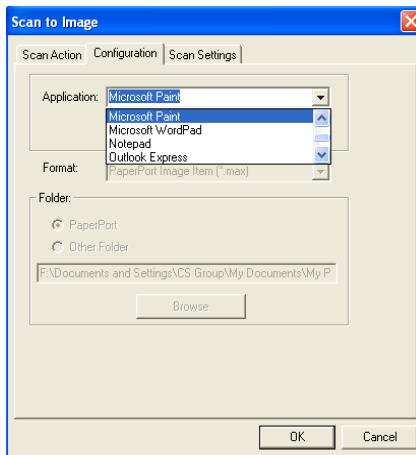 Scan to Image
Scan Action Configuration Scan Settings
Application: Microsoft Paint
Microsoft Paint
Microsoft WordPad
Notepad
Outlook Express
Format: PaperPort Image Item (*.max)
Folder:
PaperPort
Other Folder
F:\Documents and Settings\CS Group\My Documents\My P
Browse
OK Cancel